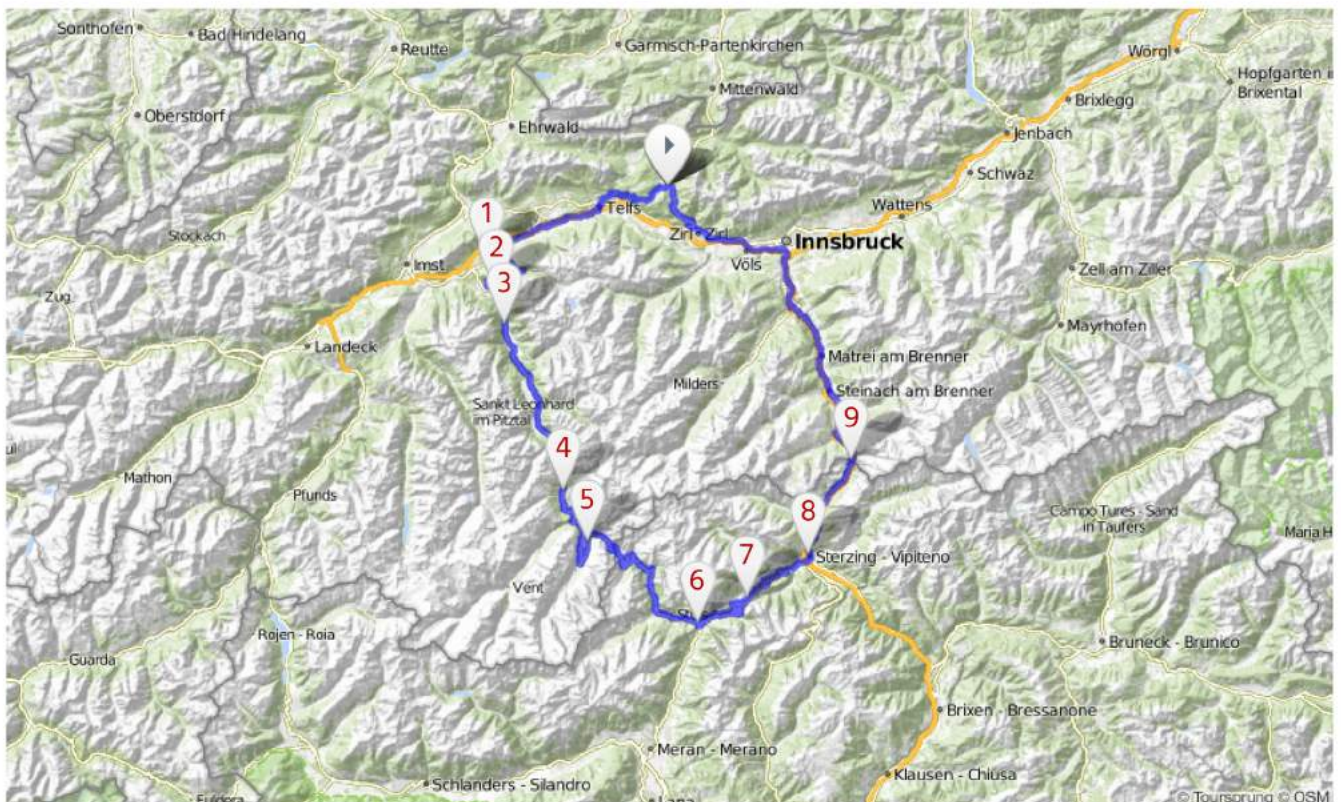 Sonthofen
Bad Hindelang
Reutte
Garmisch-Partenkirchen
Wörgl
Hopfgarten i
Brixental
Mittenwald
Brixlegg
Oberstdorf
Ehrwald
Jenbach
Schwaz
Wattens
Telfs
1
Stockach
Zirl
Zirl
Innsbruck
2
Völs
Imst
Zell am Ziller
3
Zug
Mayrhofen
Landeck
Matrei am Brenner
Milders
Steinach am Brenner
Sankt Leonhard
im Pitztal
9
4
Mathon
Pfunds
5
8
Campo Tures - Sand
in Taufers
Maria H
Sterzing - Vipiteno
7
6
Vent
Rojen - Roia
Bruneck - Brunico
Guarda
Brixen - Bressanone
Meran - Merano
Klausen - Chiusa
Schlanders - Silandro
Lana
© Toursprung © OSM